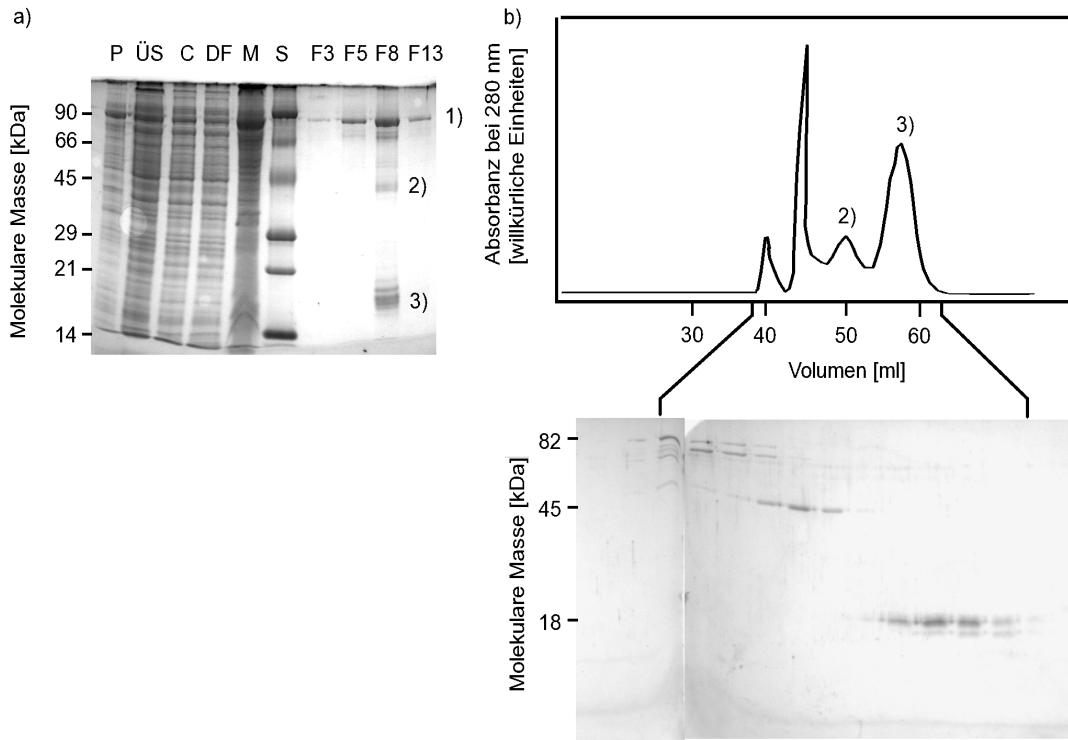 a)
P ÜS C DF M S F3 F5 F8 F13
Molekulare Masse [kDa]
90
66
45
29
21
14
1)
2)
3)
b)
Absorbanz bei 280 nm
[willkürliche Einheiten]
2)
3)
30 40 50 60
Volumen [ml]
Molekulare Masse [kDa]
82
45
18